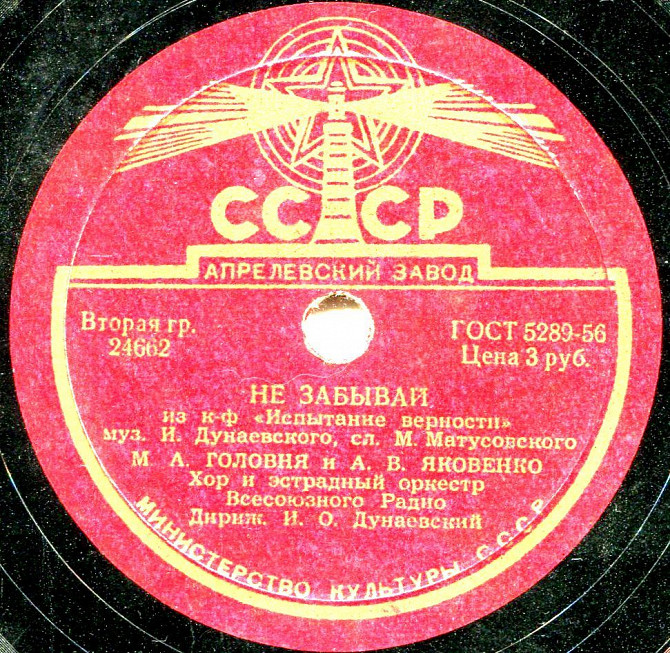 СССР
АПРЕЛЕВСКИЙ ЗАВОД
Вторая гр.
24662
ГОСТ 5289-56
Цена 3 руб.
НЕ ЗАБЫВАЙ
из к-ф «Испытание верности»
муз. И. Дунаевского, сл. М. Матусовского
М. А. ГОЛОВНЯ и А. В. ЯКОВЕНКО
Хор и эстрадный оркестр
Всесоюзного Радио
Дириж. И. О. Дунаевский
МИНИСТЕРСТВО КУЛЬТУРЫ СССР